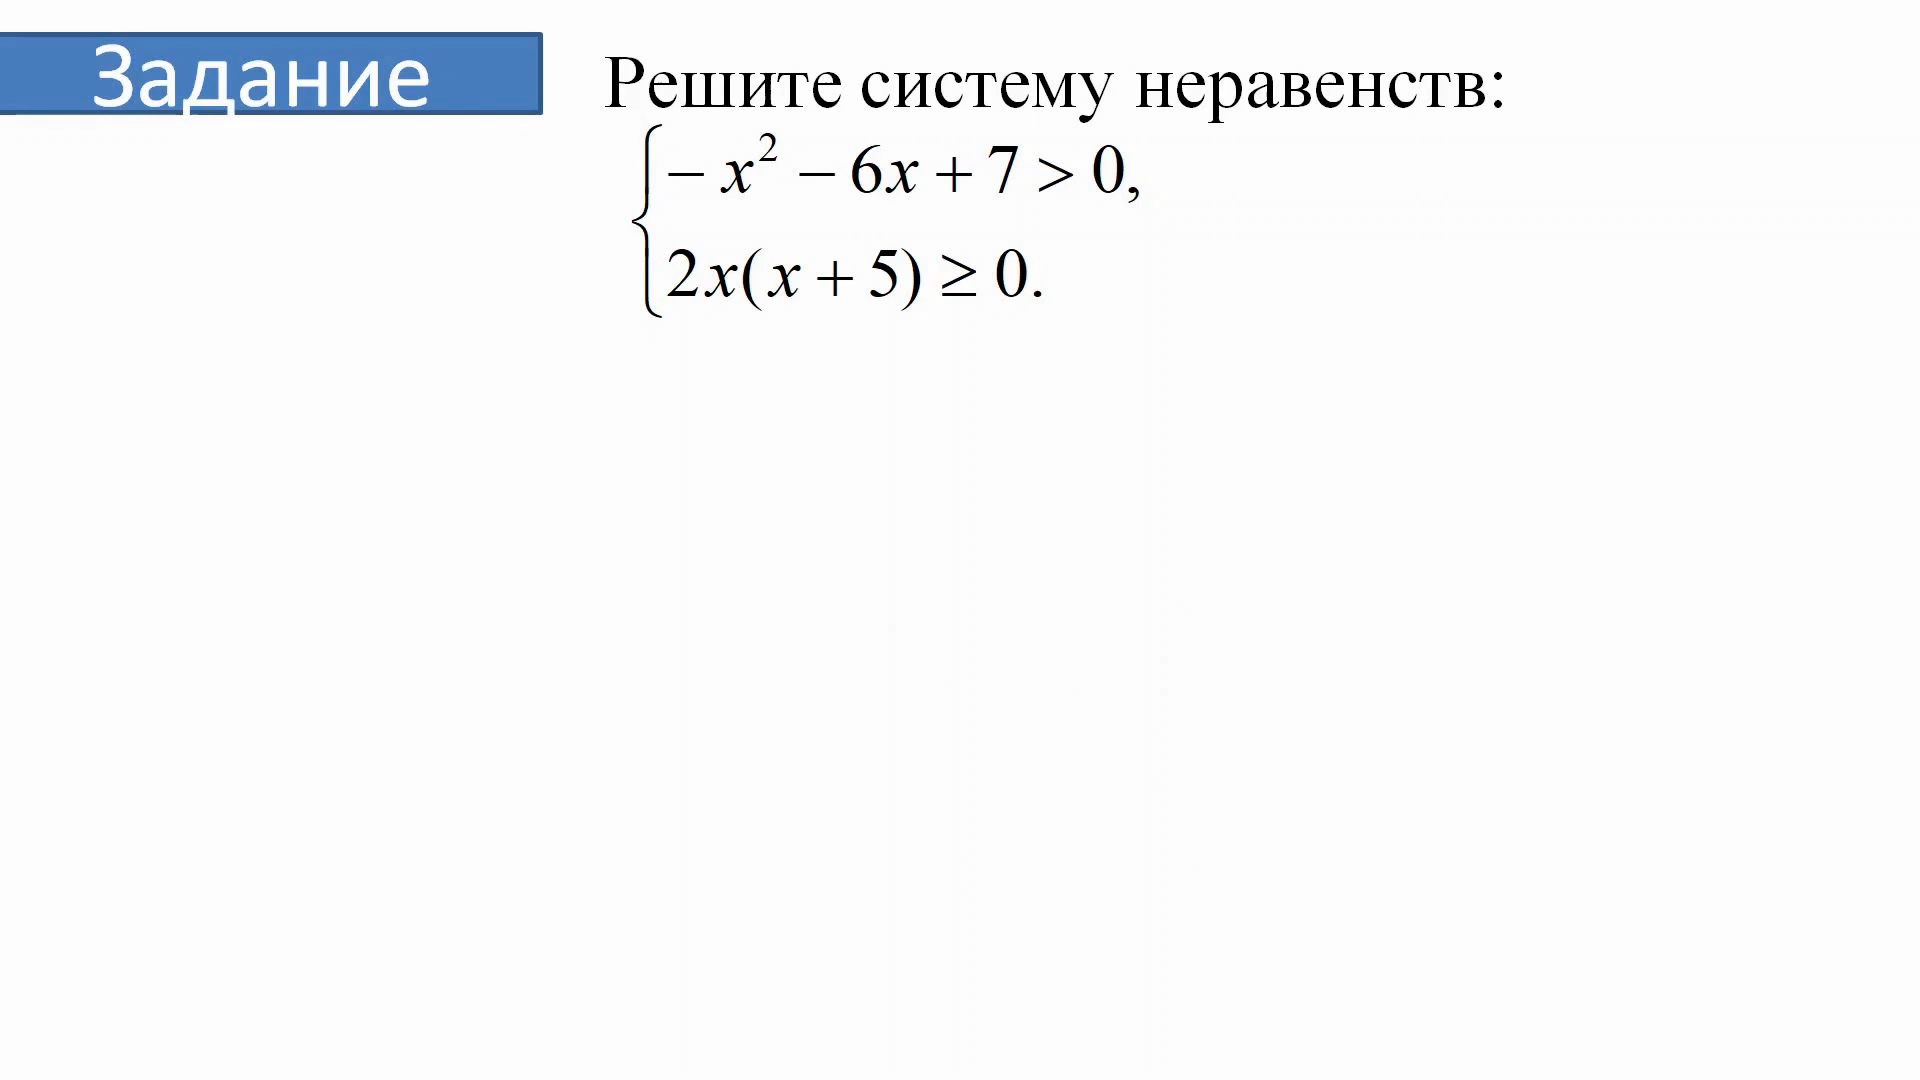 Задание
Решите систему неравенств:
− x² − 6x + 7 > 0,
2x(x + 5) ≥ 0.